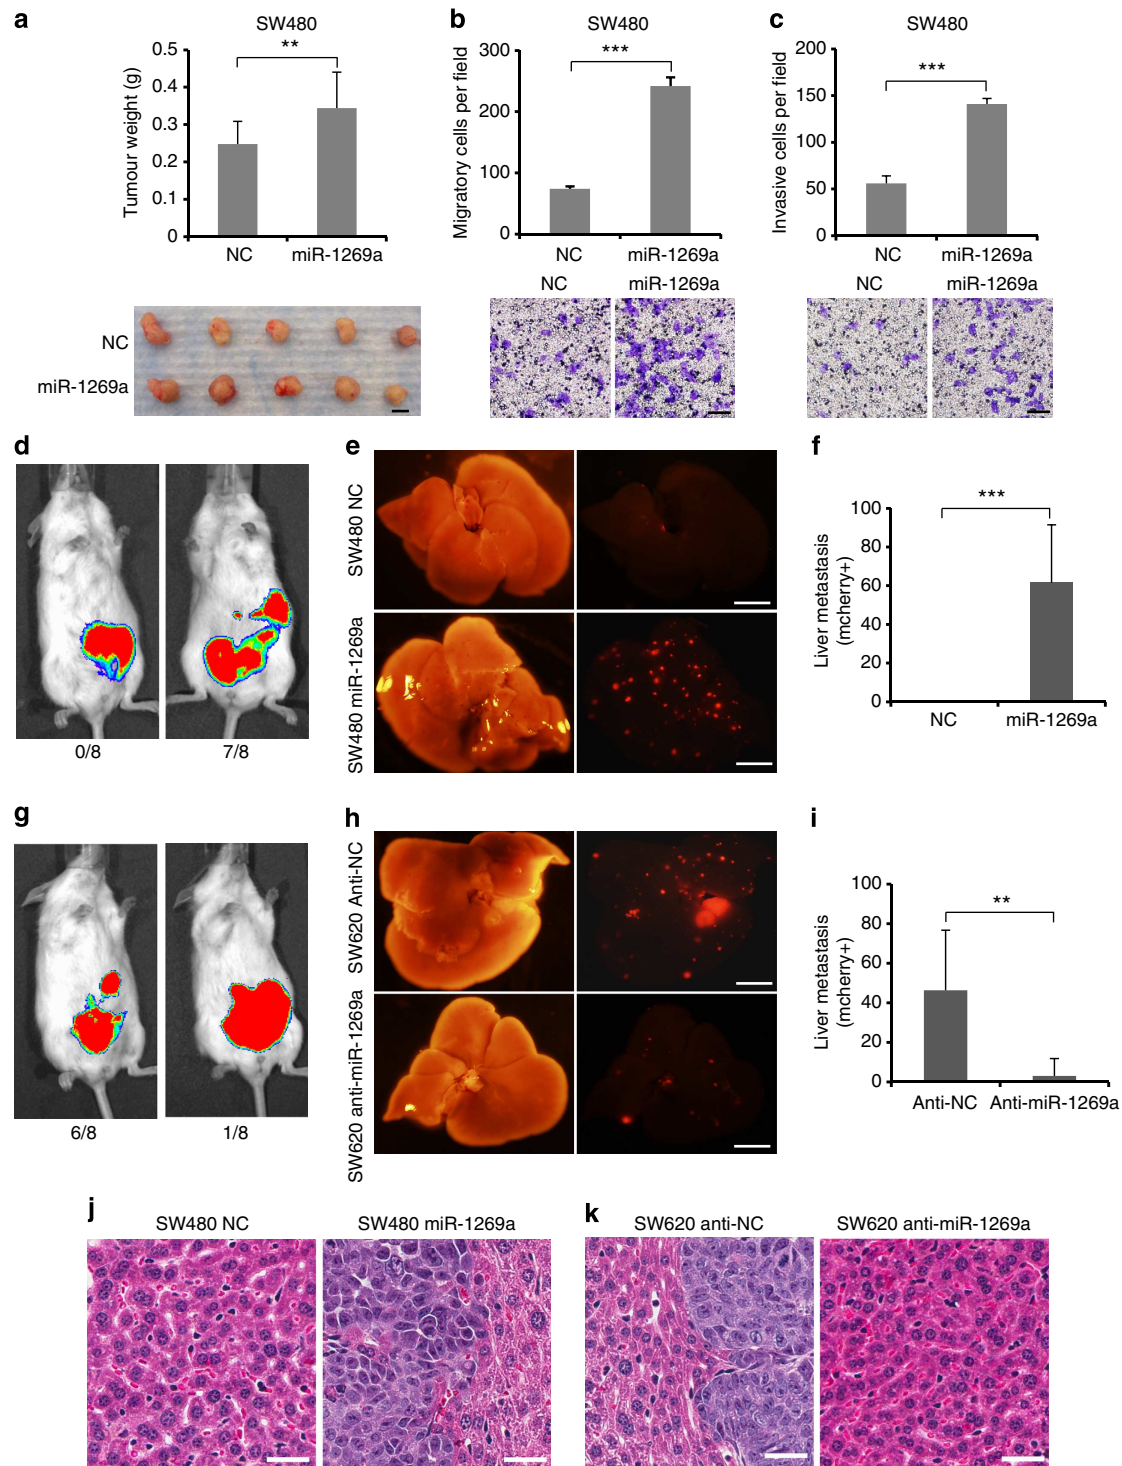 a
SW480
**
Tumour weight (g)
0.5
0.4
0.3
0.2
0.1
0
NC miR-1269a
NC
miR-1269a
b
SW480
***
Migratory cells per field
300
200
100
0
NC miR-1269a
NC miR-1269a
c
SW480
***
Invasive cells per field
200
150
100
50
0
NC miR-1269a
NC miR-1269a
d
0/8 7/8
e
SW480 NC
SW480 miR-1269a
f
***
Liver metastasis
(mcherry+)
100
80
60
40
20
0
NC miR-1269a
g
6/8 1/8
h
SW620 Anti-NC
SW620 anti-miR-1269a
i
**
Liver metastasis
(mcherry+)
100
80
60
40
20
0
Anti-NC Anti-miR-1269a
j
SW480 NC SW480 miR-1269a
k
SW620 anti-NC SW620 anti-miR-1269a